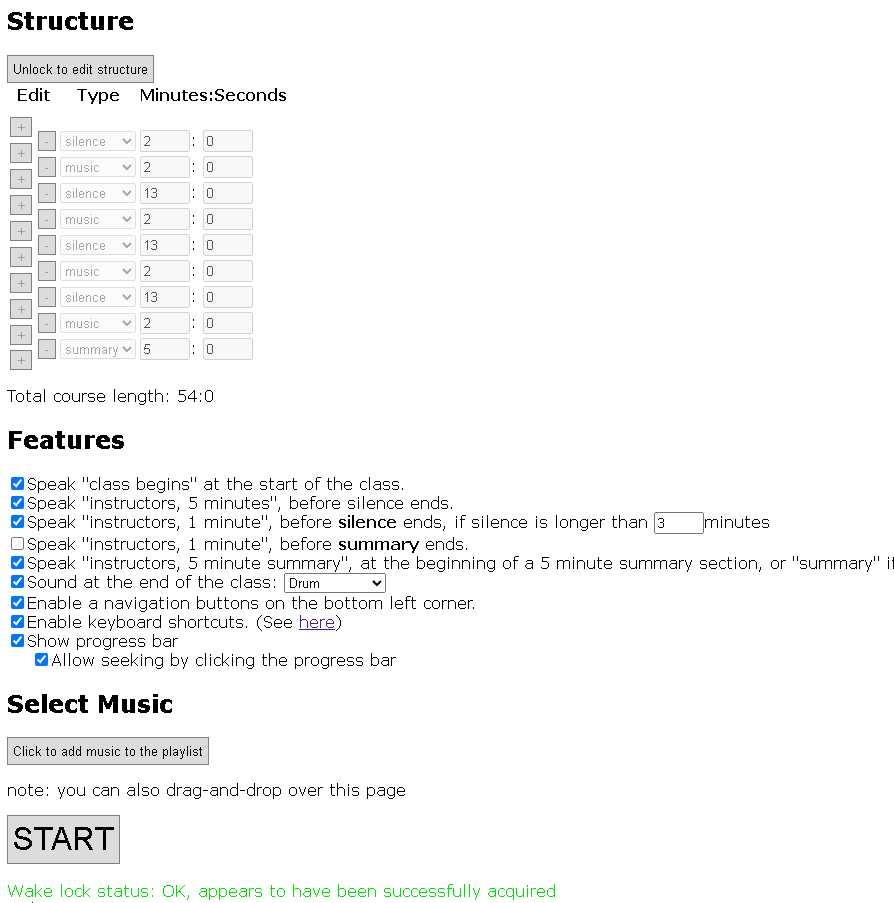 Structure
Unlock to edit structure
Edit Type Minutes:Seconds
+
- silence 2 : 0
+
- music 2 : 0
+
- silence 13 : 0
+
- music 2 : 0
+
- silence 13 : 0
+
- music 2 : 0
+
- silence 13 : 0
+
- music 2 : 0
+
- summary 5 : 0
+
Total course length: 54:0
Features
Speak "class begins" at the start of the class.
Speak "instructors, 5 minutes", before silence ends.
Speak "instructors, 1 minute", before silence ends, if silence is longer than 3 minutes
Speak "instructors, 1 minute", before summary ends.
Speak "instructors, 5 minute summary", at the beginning of a 5 minute summary section, or "summary" if
Sound at the end of the class: Drum
Enable a navigation buttons on the bottom left corner.
Enable keyboard shortcuts. (See here)
Show progress bar
Allow seeking by clicking the progress bar
Select Music
Click to add music to the playlist
note: you can also drag-and-drop over this page
START
Wake lock status: OK, appears to have been successfully acquired